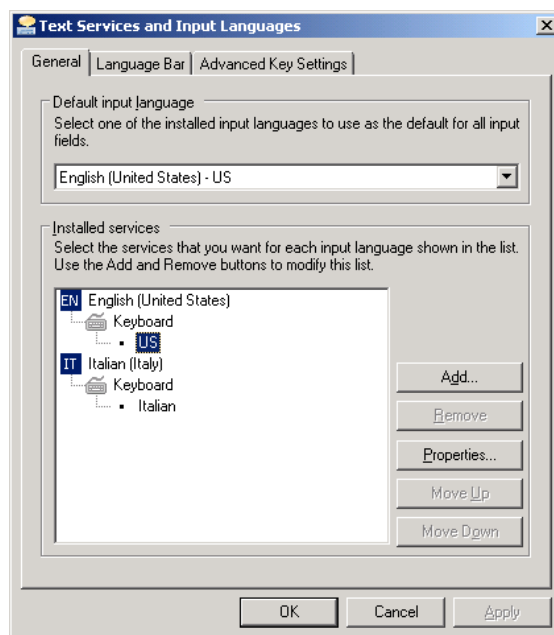 Text Services and Input Languages
General
Language Bar
Advanced Key Settings
Default input language
Select one of the installed input languages to use as the default for all input
fields.
English (United States) - US
Installed services
Select the services that you want for each input language shown in the list.
Use the Add and Remove buttons to modify this list.
EN English (United States)
Keyboard
US
IT Italian (Italy)
Keyboard
Italian
Add...
Remove
Properties...
Move Up
Move Down
OK
Cancel
Apply